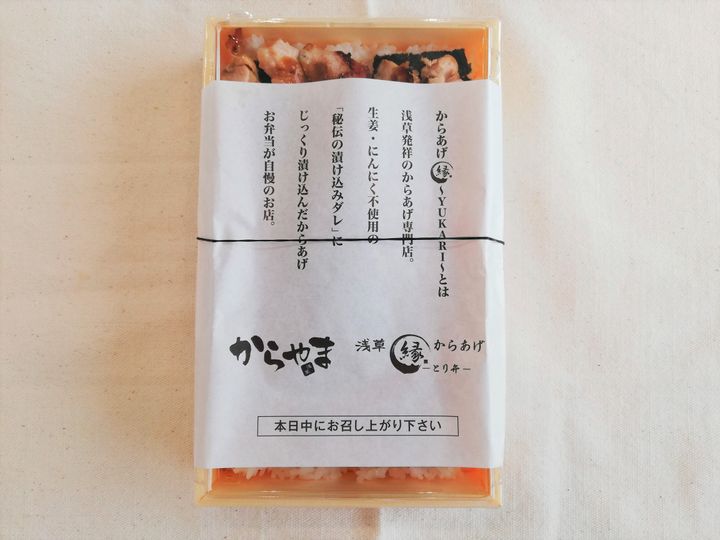 からあげ縁～YUKARI～とは
浅草発祥のからあげ専門店。
生姜・にんにく不使用の
「秘伝の漬け込みダレ」に
じっくり漬け込んだからあげ
お弁当が自慢のお店。
からやま
浅草 縁 からあげ
―とり弁―
本日中にお召し上がり下さい